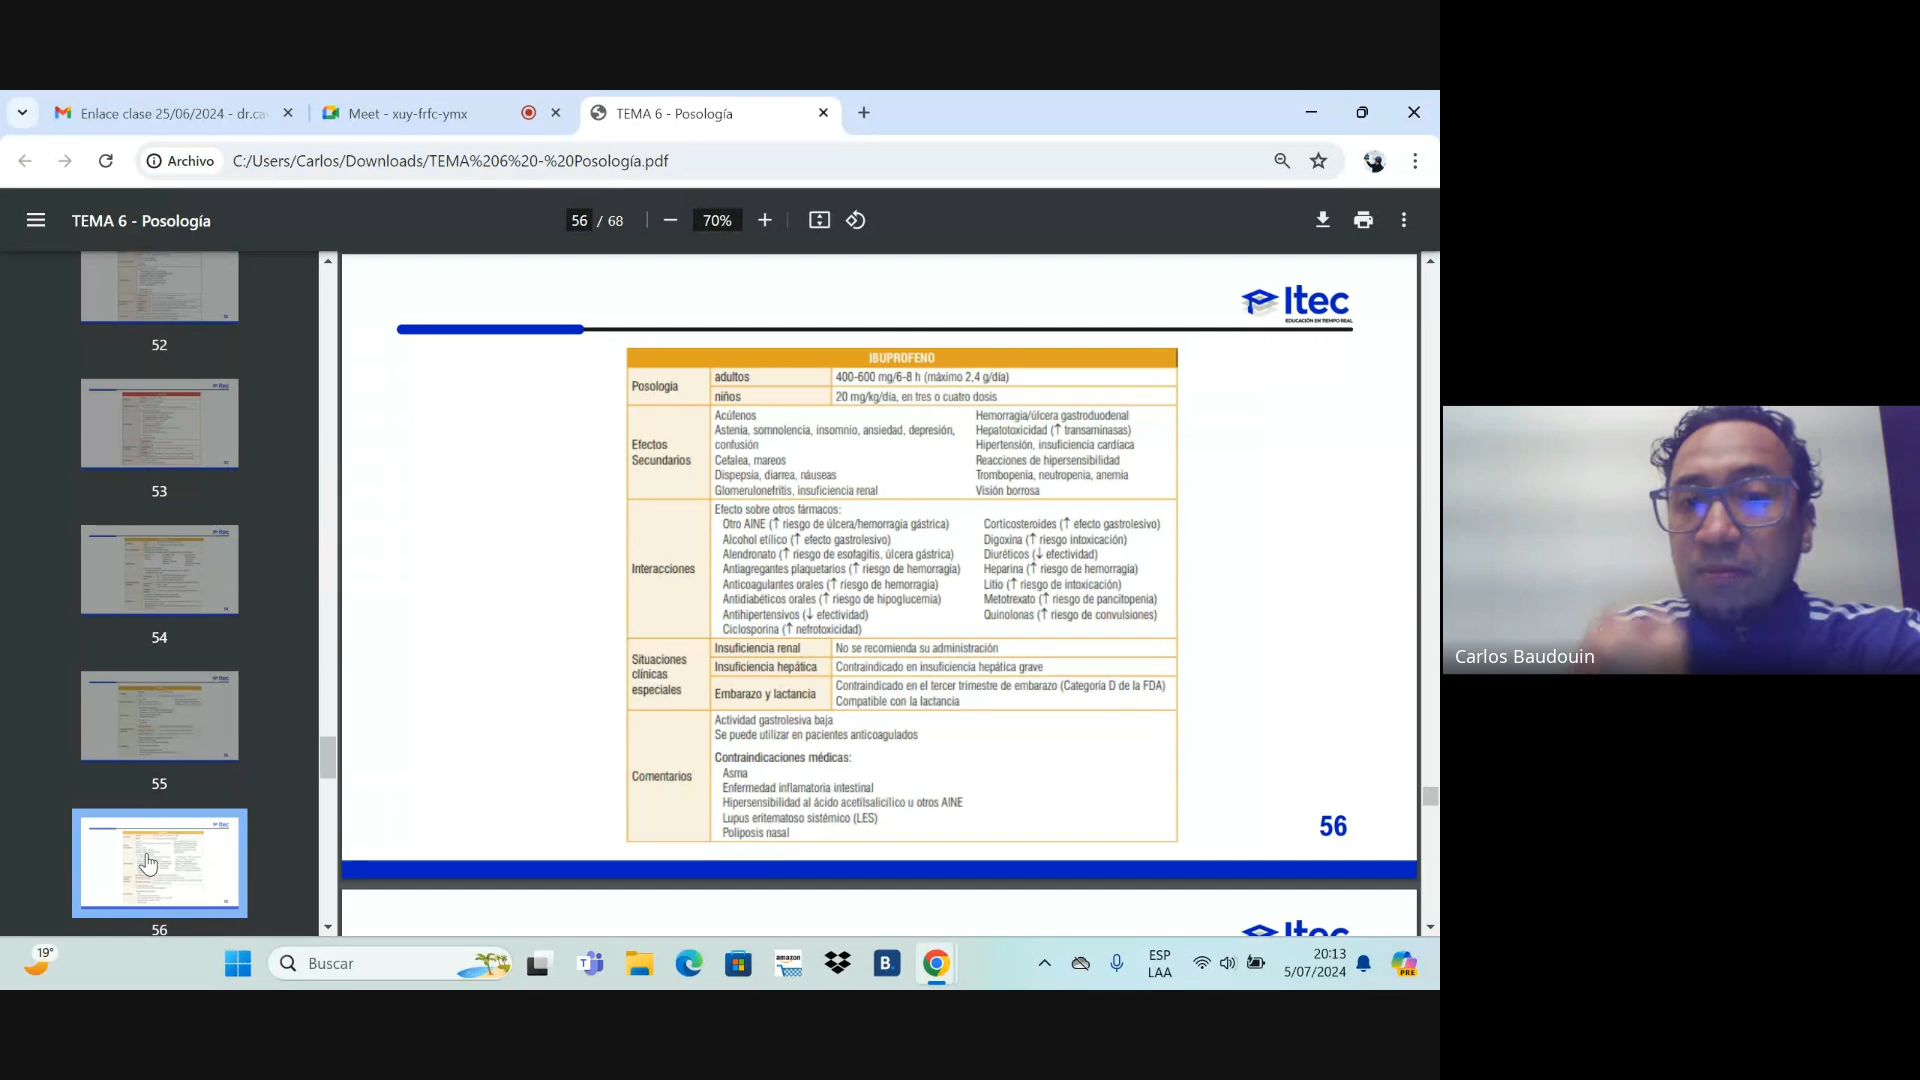 Enlace clase 25/06/2024 - dr.ca
Meet - xuy-frfc-ymx
TEMA 6 - Posología
Archivo
C:/Users/Carlos/Downloads/TEMA%206%20-%20Posología.pdf
TEMA 6 - Posología
56 / 68
70%
52
53
54
55
56
Itec
EDUCACIÓN EN TIEMPO REAL
IBUPROFENO
Posología
adultos
400-600 mg/6-8 h (máximo 2,4 g/día)
niños
20 mg/kg/día, en tres o cuatro dosis
Efectos
Secundarios
Acúfenos
Astenia, somnolencia, insomnio, ansiedad, depresión,
confusión
Cefalea, mareos
Dispepsia, diarrea, náuseas
Glomerulonefritis, insuficiencia renal
Hemorragia/úlcera gastroduodenal
Hepatotoxicidad (↑ transaminasas)
Hipertensión, insuficiencia cardíaca
Reacciones de hipersensibilidad
Trombopenia, neutropenia, anemia
Visión borrosa
Interacciones
Efecto sobre otros fármacos:
Otro AINE (↑ riesgo de úlcera/hemorragia gástrica)
Alcohol etílico (↑ efecto gastrolesivo)
Alendronato (↑ riesgo de esofagitis, úlcera gástrica)
Antiagregantes plaquetarios (↑ riesgo de hemorragia)
Anticoagulantes orales (↑ riesgo de hemorragia)
Antidiabéticos orales (↑ riesgo de hipoglucemia)
Antihipertensivos (↓ efectividad)
Ciclosporina (↑ nefrotoxicidad)
Corticosteroides (↑ efecto gastrolesivo)
Digoxina (↑ riesgo intoxicación)
Diuréticos (↓ efectividad)
Heparina (↑ riesgo de hemorragia)
Litio (↑ riesgo de intoxicación)
Metotrexato (↑ riesgo de pancitopenia)
Quinolonas (↑ riesgo de convulsiones)
Situaciones
clínicas
especiales
Insuficiencia renal
No se recomienda su administración
Insuficiencia hepática
Contraindicado en insuficiencia hepática grave
Embarazo y lactancia
Contraindicado en el tercer trimestre de embarazo (Categoría D de la FDA)
Compatible con la lactancia
Comentarios
Actividad gastrolesiva baja
Se puede utilizar en pacientes anticoagulados
Contraindicaciones médicas:
Asma
Enfermedad inflamatoria intestinal
Hipersensibilidad al ácido acetilsalicílico u otros AINE
Lupus eritematoso sistémico (LES)
Poliposis nasal
56
Itec
Carlos Baudouin
19°
Buscar
amazon
B.
ESP
LAA
20:13
5/07/2024
PRE